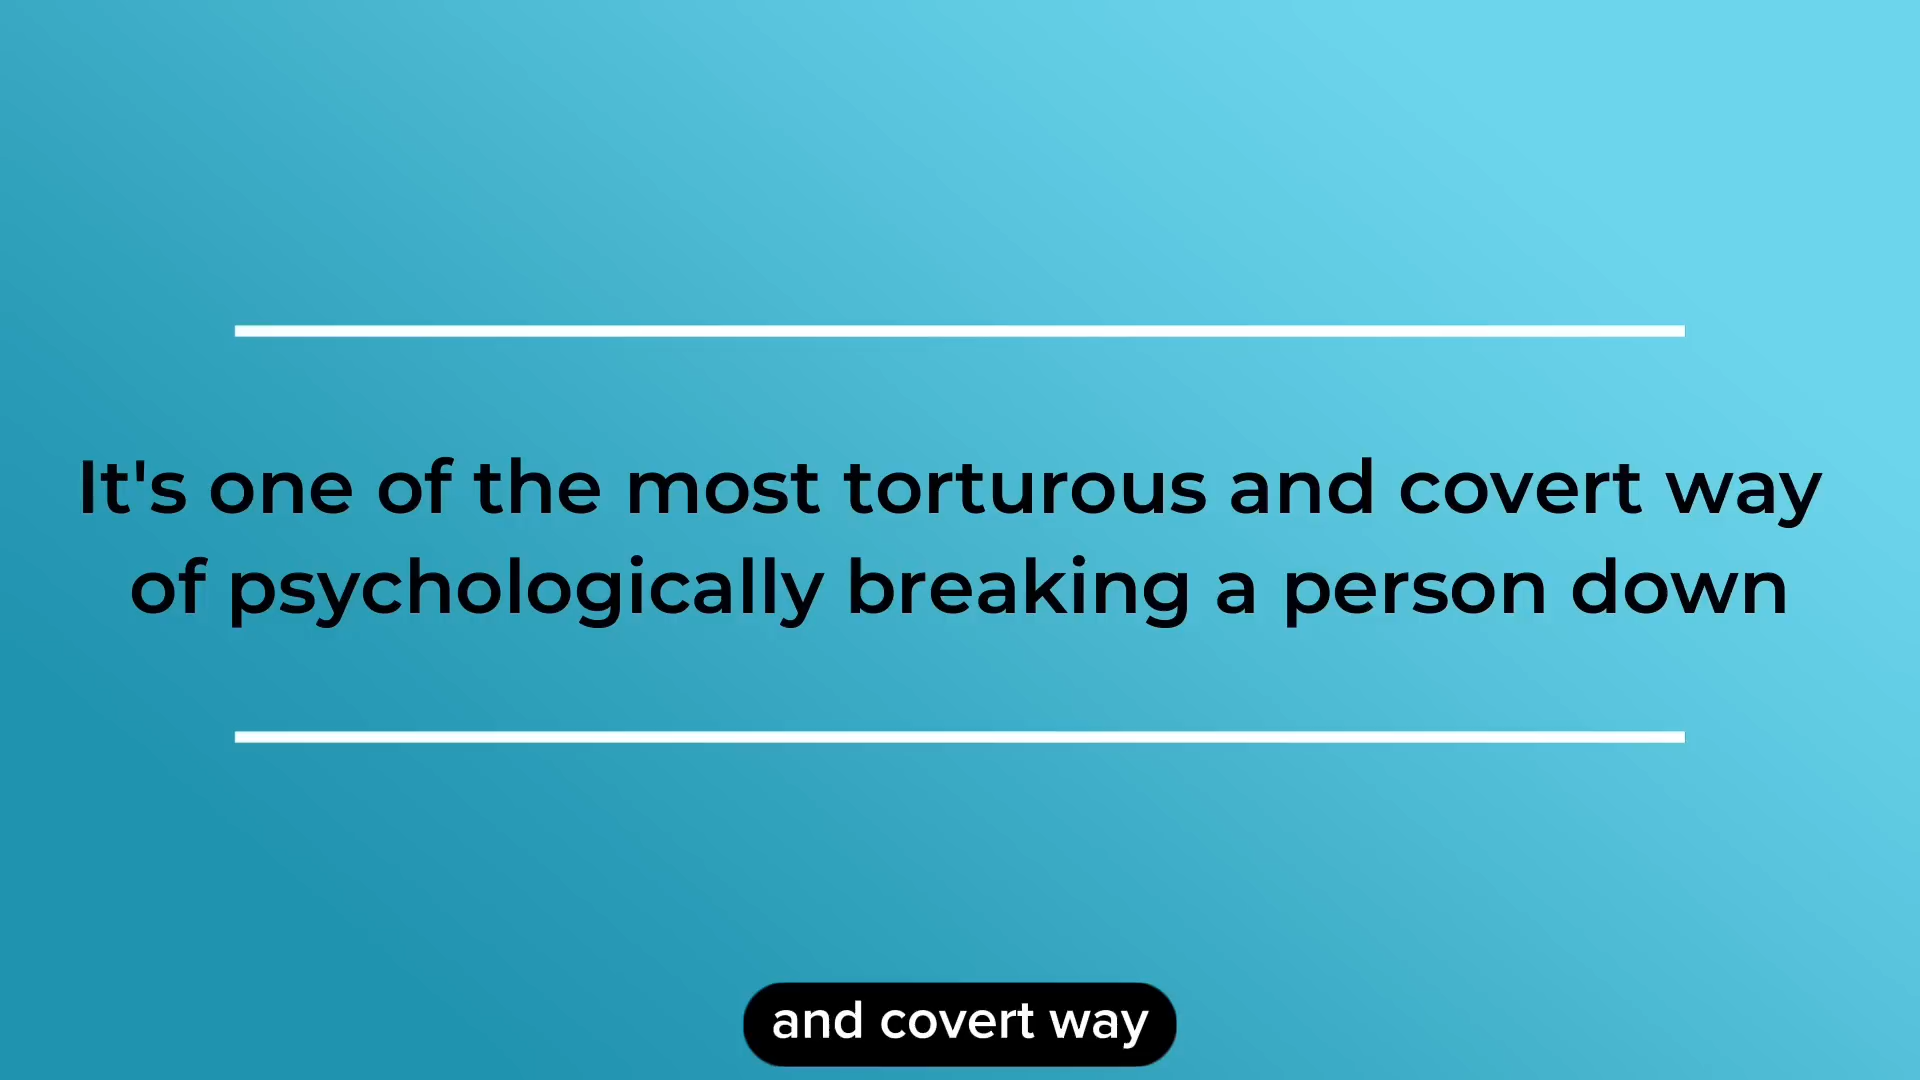 It's one of the most torturous and covert way
of psychologically breaking a person down
and covert way